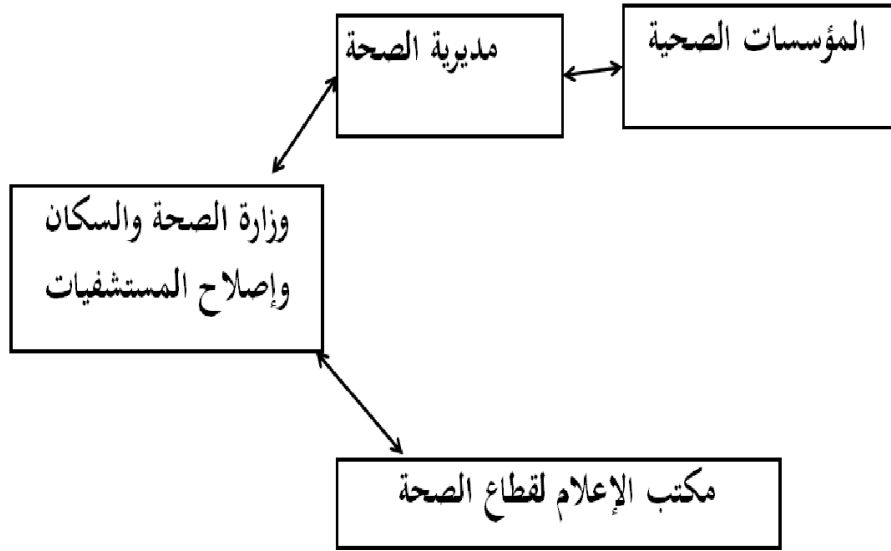 المؤسسات الصحية
مديرية الصحة
وزارة الصحة والسكان
وإصلاح المستشفيات
مكتب الإعلام لقطاع الصحة